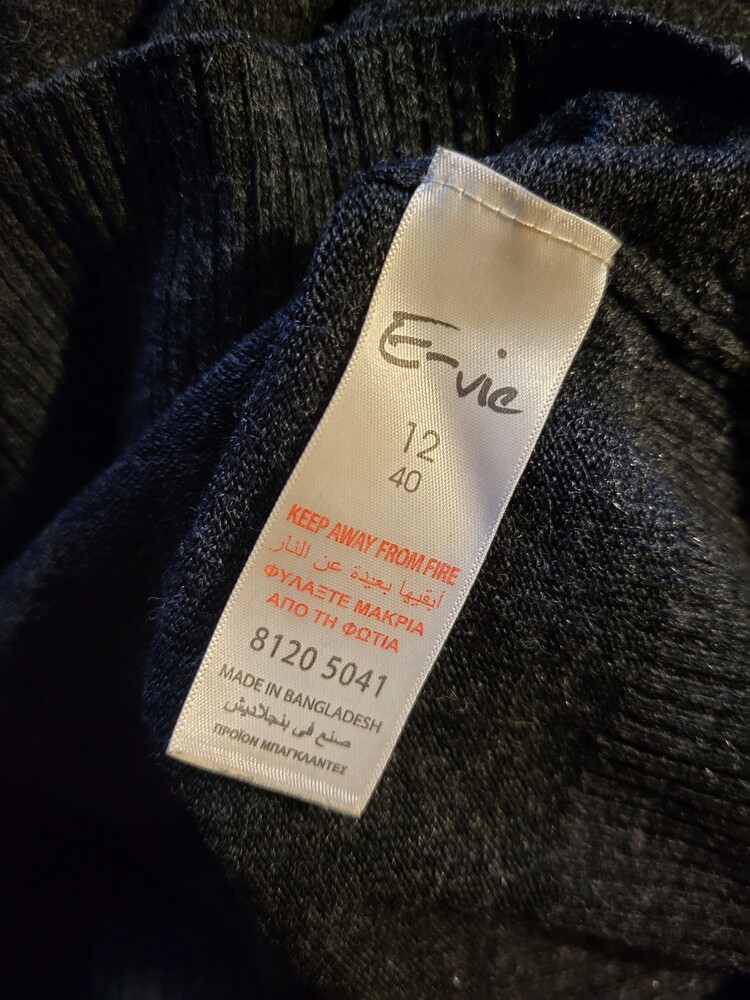 E-vie
12
40
KEEP AWAY FROM FIRE
أبقيها بعيدة عن النار
ΦΥΛΑΞΤΕ ΜΑΚΡΙΑ
ΑΠΟ ΤΗ ΦΩΤΙΑ
8120 5041
MADE IN BANGLADESH
صنع في بنجلاديش
ΠΡΟΪΟΝ ΜΠΑΓΚΛΑΝΤΕΣ